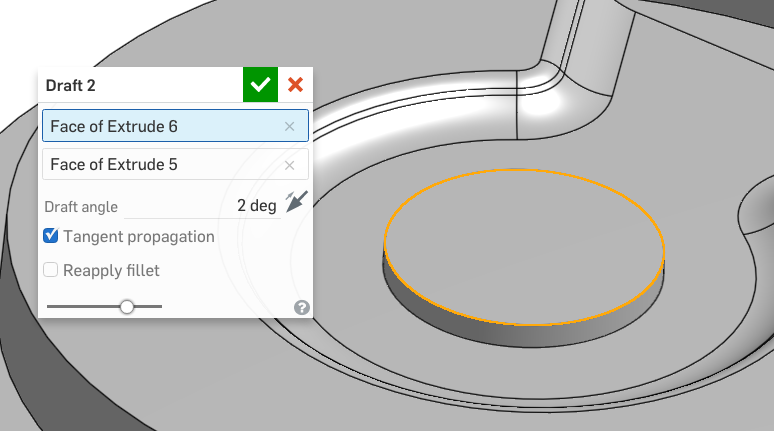 Draft 2
Face of Extrude 6
Face of Extrude 5
Draft angle 2 deg
Tangent propagation
Reapply fillet